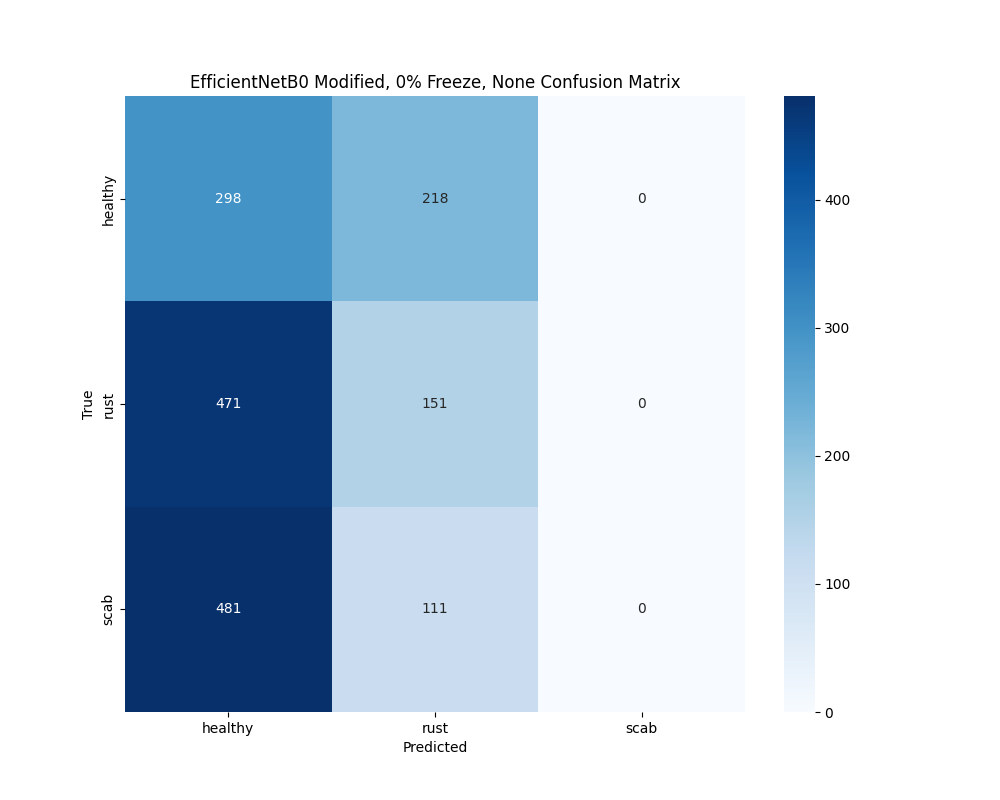 EfficientNetB0 Modified, 0% Freeze, None Confusion Matrix
healthy
298
218
0
400
300
True
rust
471
151
0
200
100
scab
481
111
0
0
healthy
rust
scab
Predicted